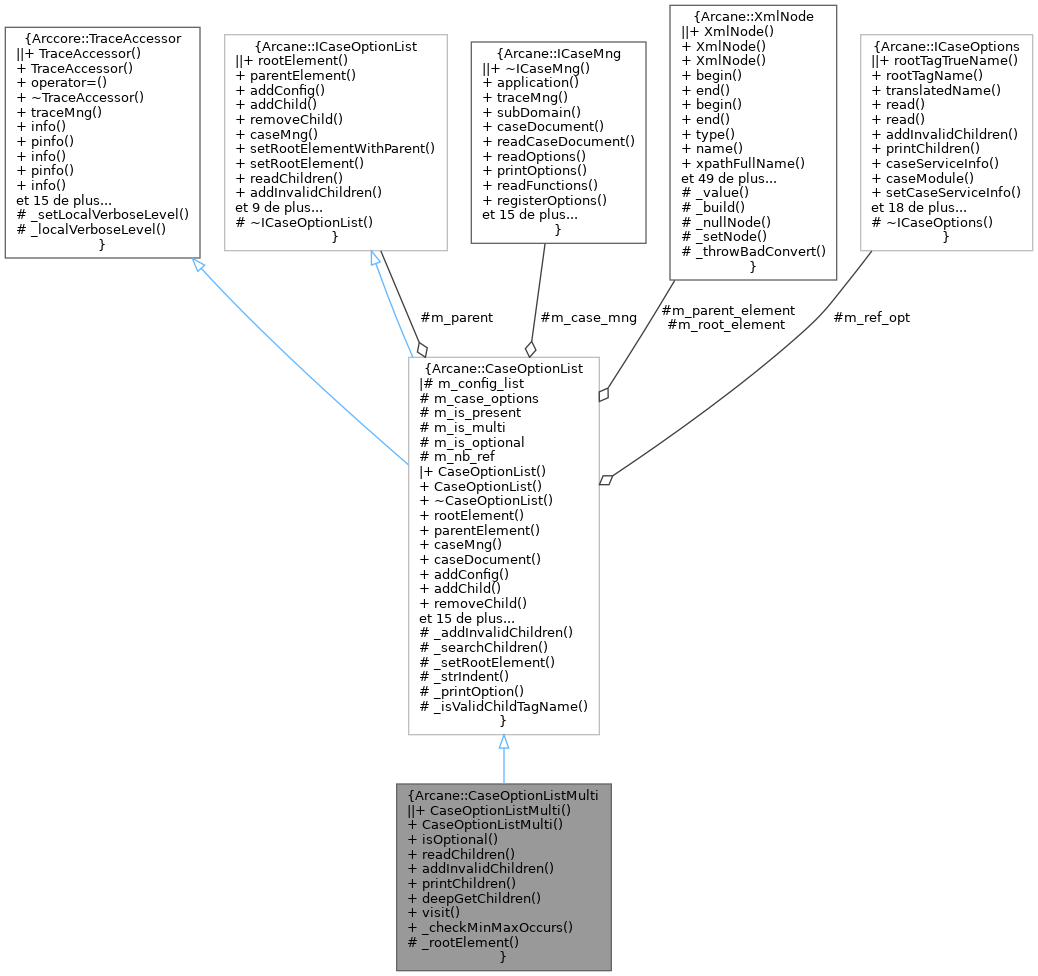 {Arccore::TraceAccessor
||+ TraceAccessor()
+ TraceAccessor()
+ operator=()
+ ~TraceAccessor()
+ traceMng()
+ info()
+ pinfo()
+ info()
+ pinfo()
+ info()
et 15 de plus...
# _setLocalVerboseLevel()
# _localVerboseLevel()
}
{Arcane::ICaseOptionList
||+ rootElement()
+ parentElement()
+ addConfig()
+ addChild()
+ removeChild()
+ caseMng()
+ setRootElementWithParent()
+ setRootElement()
+ readChildren()
+ addInvalidChildren()
et 9 de plus...
# ~ICaseOptionList()
}
{Arcane::ICaseMng
||+ ~ICaseMng()
+ application()
+ traceMng()
+ subDomain()
+ caseDocument()
+ readCaseDocument()
+ readOptions()
+ printOptions()
+ readFunctions()
+ registerOptions()
et 15 de plus...
}
{Arcane::XmlNode
||+ XmlNode()
+ XmlNode()
+ XmlNode()
+ begin()
+ end()
+ begin()
+ end()
+ type()
+ name()
+ xpathFullName()
et 49 de plus...
# _value()
# _build()
# _nullNode()
# _setNode()
# _throwBadConvert()
}
{Arcane::ICaseOptions
||+ rootTagTrueName()
+ rootTagName()
+ translatedName()
+ read()
+ read()
+ addInvalidChildren()
+ printChildren()
+ caseServiceInfo()
+ caseModule()
+ setCaseServiceInfo()
et 18 de plus...
# ~ICaseOptions()
}
#m_parent
#m_case_mng
#m_parent_element
#m_root_element
#m_ref_opt
{Arcane::CaseOptionList
|# m_config_list
# m_case_options
# m_is_present
# m_is_multi
# m_is_optional
# m_nb_ref
|+ CaseOptionList()
+ CaseOptionList()
+ ~CaseOptionList()
+ rootElement()
+ parentElement()
+ caseMng()
+ caseDocument()
+ addConfig()
+ addChild()
+ removeChild()
et 15 de plus...
# _addInvalidChildren()
# _searchChildren()
# _setRootElement()
# _strIndent()
# _printOption()
# _isValidChildTagName()
}
{Arcane::CaseOptionListMulti
||+ CaseOptionListMulti()
+ CaseOptionListMulti()
+ isOptional()
+ readChildren()
+ addInvalidChildren()
+ printChildren()
+ deepGetChildren()
+ visit()
+ _checkMinMaxOccurs()
# _rootElement()
}